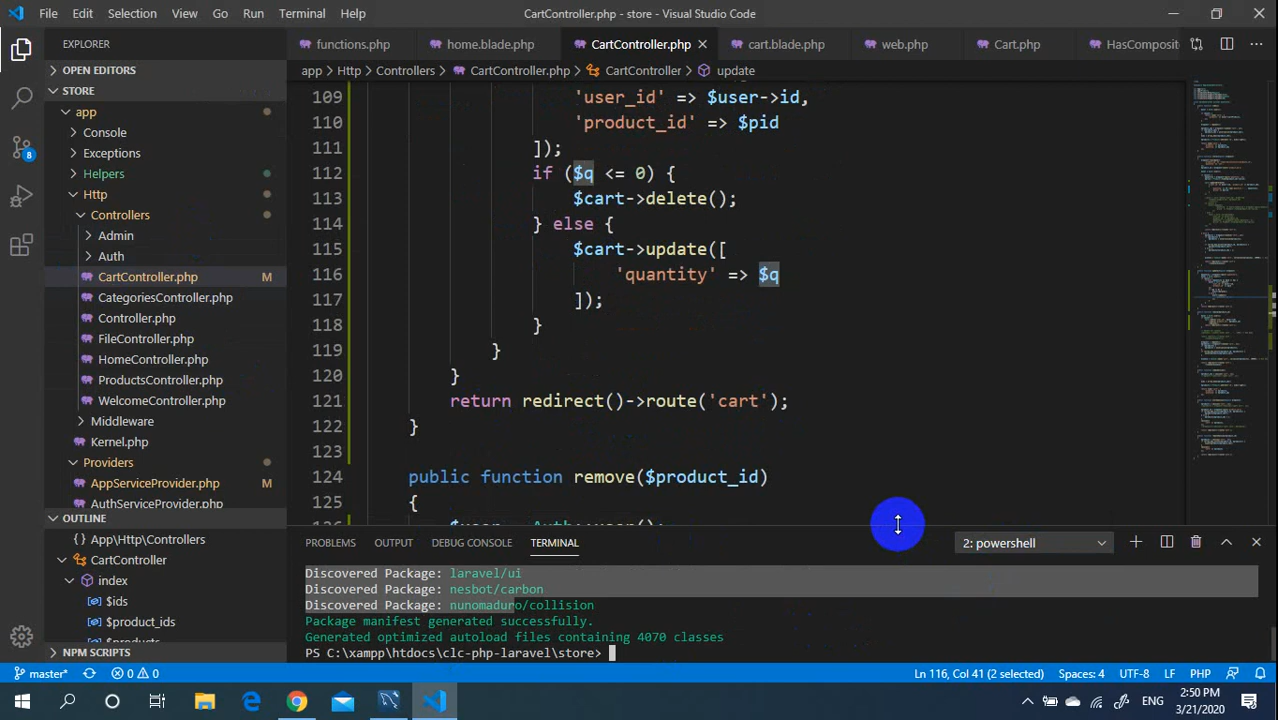 File Edit Selection View Go Run Terminal Help CartController.php - store - Visual Studio Code
EXPLORER
functions.php home.blade.php CartController.php cart.blade.php web.php Cart.php HasComposit
OPEN EDITORS
app > Http > Controllers > CartController.php > CartController > update
STORE
app
Console
Exceptions
Helpers
Http
Controllers
Admin
Auth
CartController.php M
CategoriesController.php
Controller.php
FileController.php
HomeController.php
ProductsController.php
WelcomeController.php
Middleware
Kernel.php
Providers
AppServiceProvider.php M
AuthServiceProvider.php
8
109 'user_id' => $user->id,
110 'product_id' => $pid
111 ]);
112 if ($q <= 0) {
113 $cart->delete();
114 } else {
115 $cart->update([
116 'quantity' => $q
117 ]);
118 }
119 }
120 }
121 return redirect()->route('cart');
122 }
123
124 public function remove($product_id)
125 {
OUTLINE
App\Http\Controllers
CartController
index
$ids
$product_ids
NPM SCRIPTS
PROBLEMS OUTPUT DEBUG CONSOLE TERMINAL 2: powershell
Discovered Package: laravel/ui
Discovered Package: nesbot/carbon
Discovered Package: nunomaduro/collision
Package manifest generated successfully.
Generated optimized autoload files containing 4070 classes
PS C:\xampp\htdocs\clc-php-laravel\store>
master* 0 0 Ln 116, Col 41 (2 selected) Spaces: 4 UTF-8 LF PHP
ENG 2:50 PM
3/21/2020